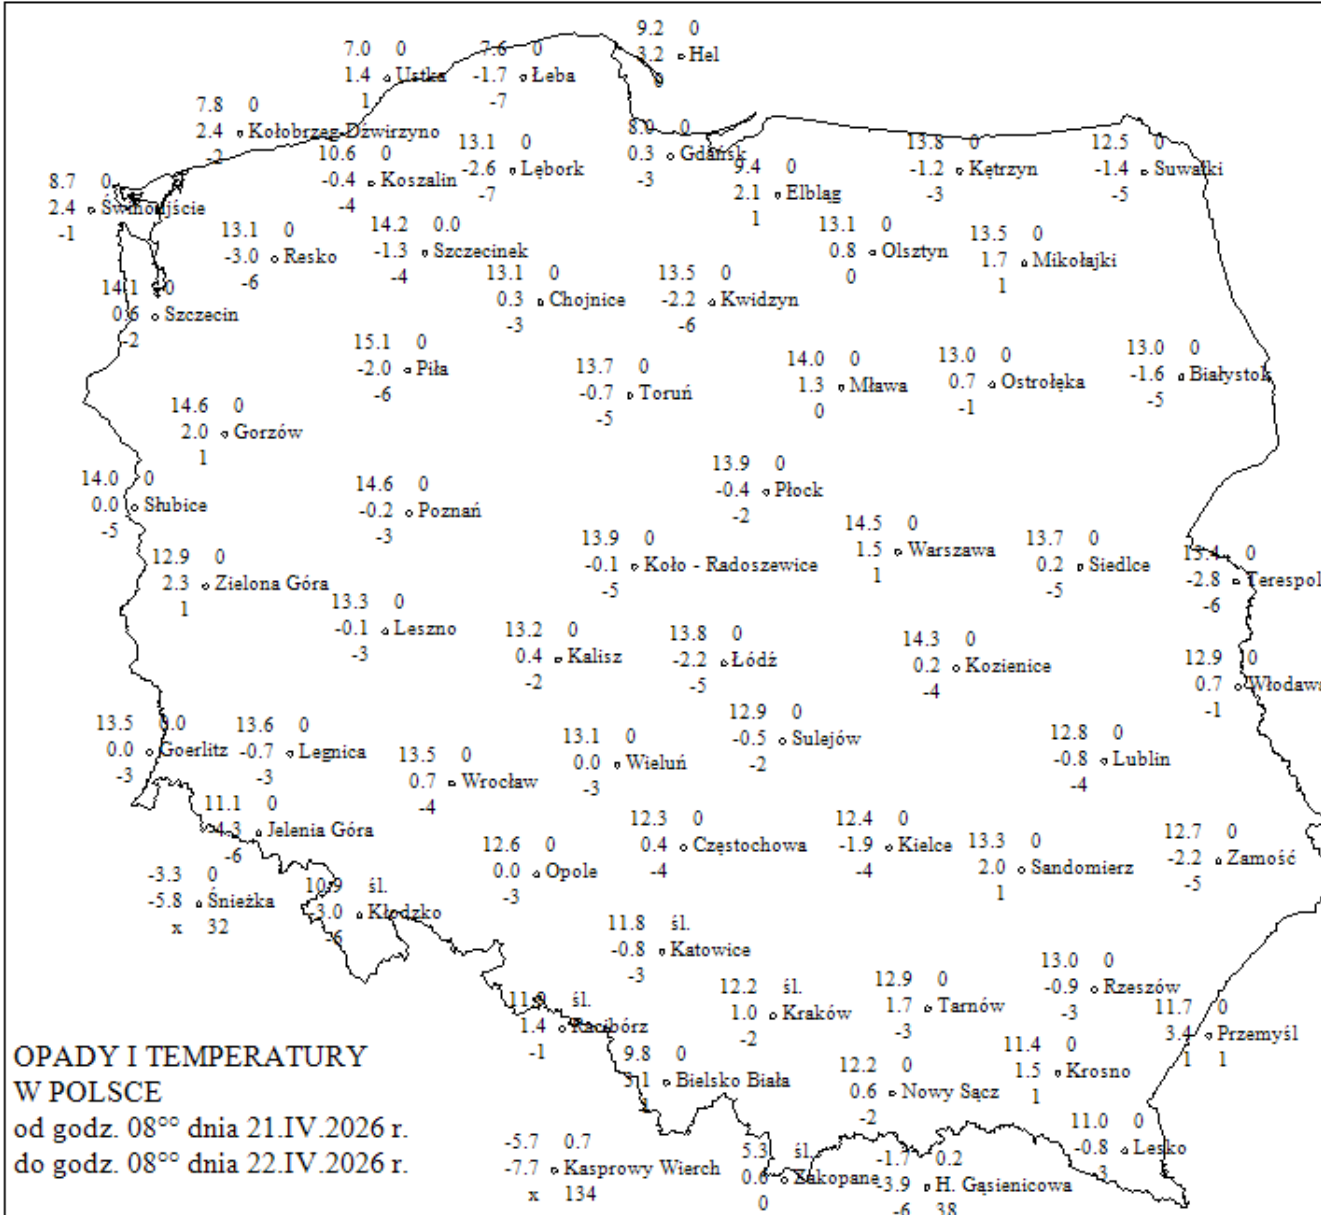 9.2 0
3.2 Hel
0
7.0 0
1.4 Ustka
1
7.6 0
-1.7 Łeba
-7
7.8 0
2.4 Kołobrzeg-Dźwirzyno
-2
10.6 0
-0.4 Koszalin
-4
13.1 0
-2.6 Lębork
-7
8.0 0
0.3 Gdańsk
-3
9.4 0
2.1 Elbląg
1
13.8 0
-1.2 Kętrzyn
-3
12.5 0
-1.4 Suwałki
-5
8.7 0
2.4 Świnoujście
-1
13.1 0
-3.0 Resko
-6
14.2 0.0
-1.3 Szczecinek
-4
13.1 0
0.8 Olsztyn
0
13.5 0
1.7 Mikołajki
1
14.1 0
0.6 Szczecin
-2
13.1 0
0.3 Chojnice
-3
13.5 0
-2.2 Kwidzyn
-6
15.1 0
-2.0 Piła
-6
13.7 0
-0.7 Toruń
-5
14.0 0
1.3 Mława
0
13.0 0
0.7 Ostrołęka
-1
13.0 0
-1.6 Białystok
-5
14.6 0
2.0 Gorzów
1
14.0 0
0.0 Słubice
-5
14.6 0
-0.2 Poznań
-3
13.9 0
-0.4 Płock
-2
12.9 0
2.3 Zielona Góra
1
13.9 0
-0.1 Koło - Radoszewice
-5
14.5 0
1.5 Warszawa
1
13.7 0
0.2 Siedlce
-5
13.4 0
-2.8 Terespol
-6
13.3 0
-0.1 Leszno
-3
13.2 0
0.4 Kalisz
-2
13.8 0
-2.2 Łódź
-5
14.3 0
0.2 Kozienice
-4
12.9 0
0.7 Włodawa
-1
13.5 0.0
0.0 Goerlitz
-3
13.6 0
-0.7 Legnica
-3
13.5 0
0.7 Wrocław
-4
13.1 0
0.0 Wieluń
-3
12.9 0
-0.5 Sulejów
-2
12.8 0
-0.8 Lublin
-4
11.1 0
-4.3 Jelenia Góra
-6
12.6 0
0.0 Opole
-3
12.3 0
0.4 Częstochowa
-4
12.4 0
-1.9 Kielce
-4
13.3 0
2.0 Sandomierz
1
12.7 0
-2.2 Zamość
-5
-3.3 0
-5.8 Śnieżka
x 32
10.9 śl.
-3.0 Kłodzko
-6
11.8 śl.
-0.8 Katowice
-3
śl.
1.4 Racibórz
-1
12.2 śl.
1.0 Kraków
-2
12.9 0
1.7 Tarnów
-3
13.0 0
-0.9 Rzeszów
-3
11.7 0
3.4 Przemyśl
1 1
9.8 0
3.1 Bielsko Biała
1
12.2 0
0.6 Nowy Sącz
-2
11.4 0
1.5 Krosno
1
11.0 0
-0.8 Lesko
-3
-5.7 0.7
-7.7 Kasprowy Wierch
x 134
5.3 śl.
0.6 Zakopane
0
-1.7 0.2
-3.9 H. Gąsienicowa
-6 38
OPADY I TEMPERATURY
W POLSCE
od godz. 08°° dnia 21.IV.2026 r.
do godz. 08°° dnia 22.IV.2026 r.